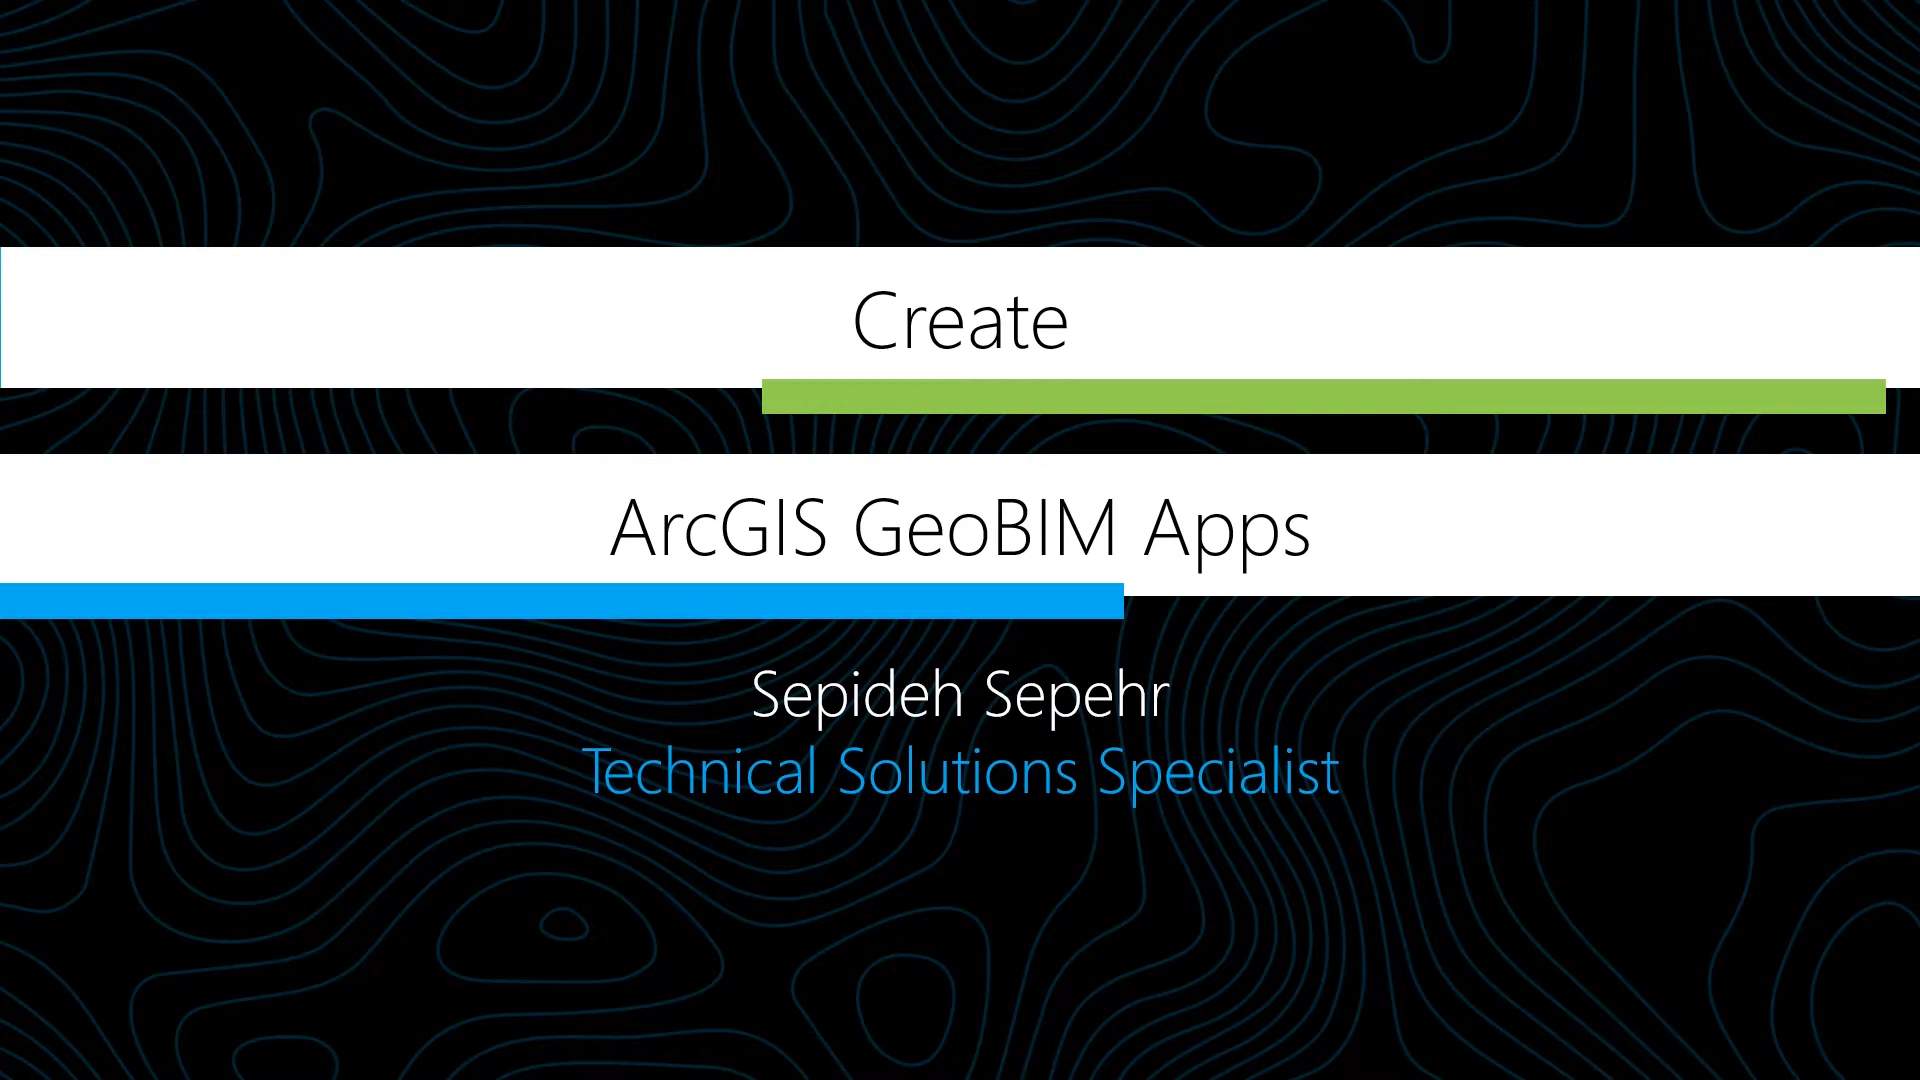 Create
ArcGIS GeoBIM Apps
Sepideh Sepehr
Technical Solutions Specialist